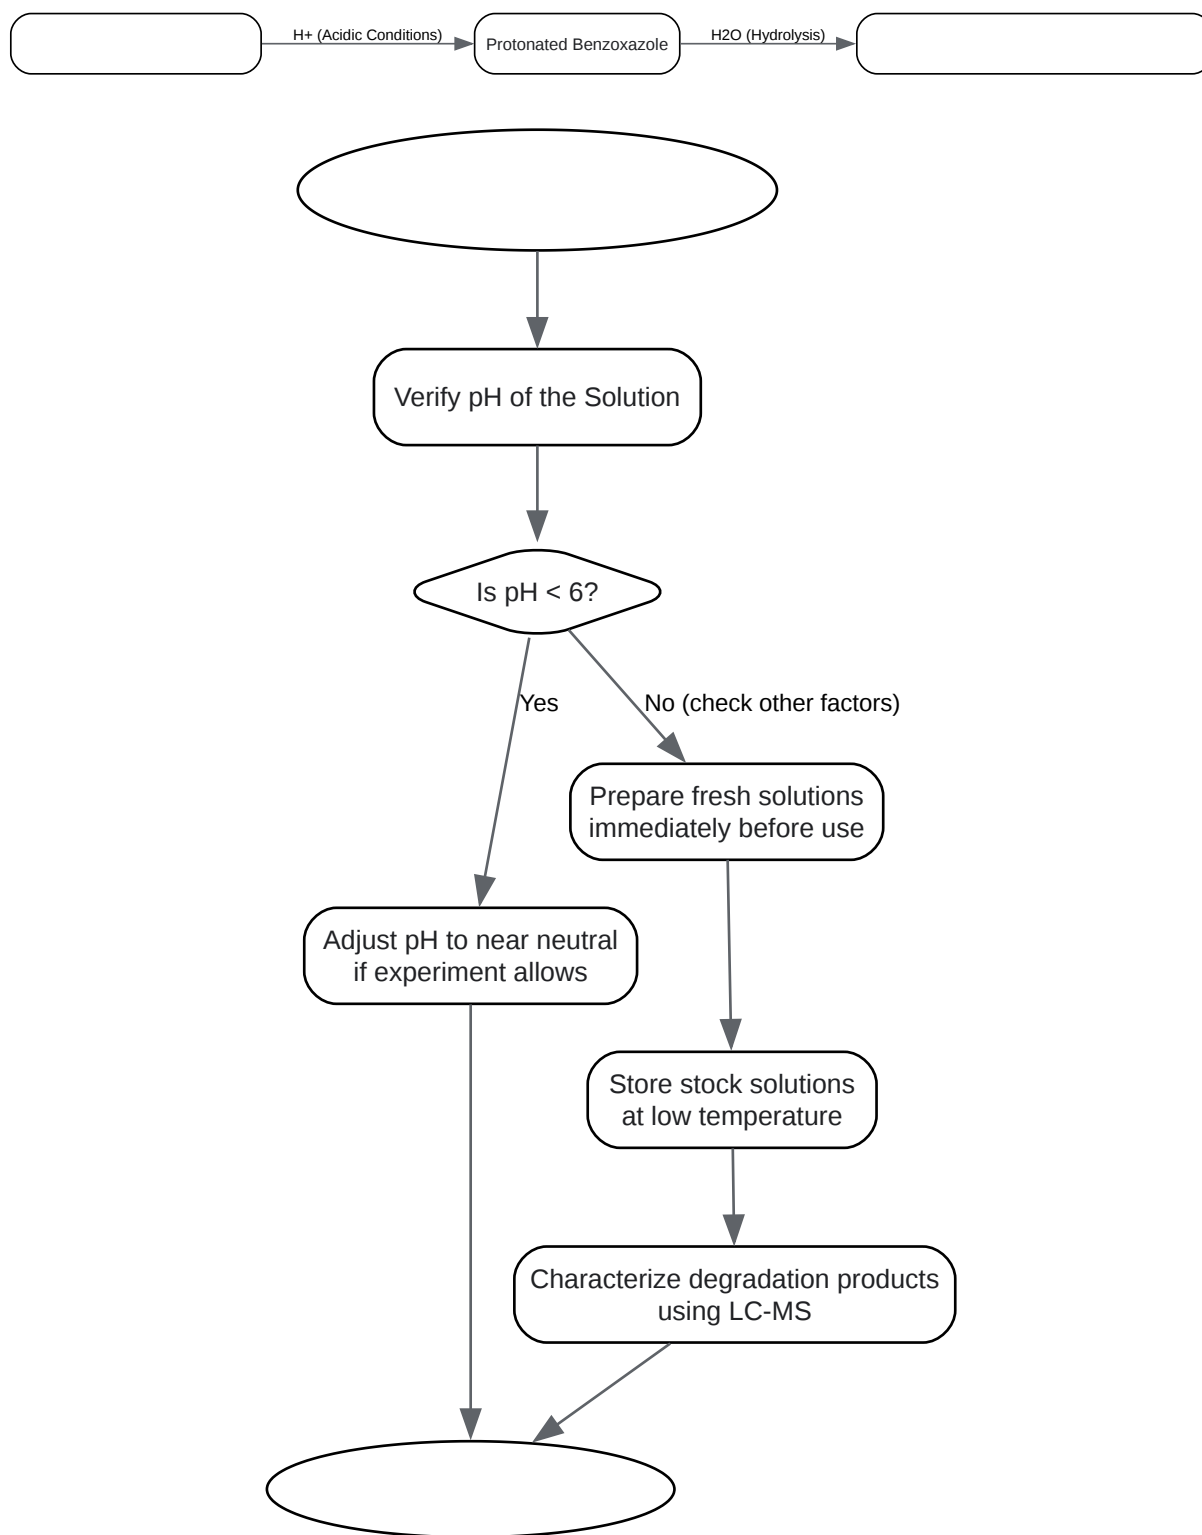 H+ (Acidic Conditions)
Protonated Benzoxazole
H2O (Hydrolysis)
Verify pH of the Solution
Is pH < 6?
Yes
No (check other factors)
Prepare fresh solutions
immediately before use
Adjust pH to near neutral
if experiment allows
Store stock solutions
at low temperature
Characterize degradation products
using LC-MS